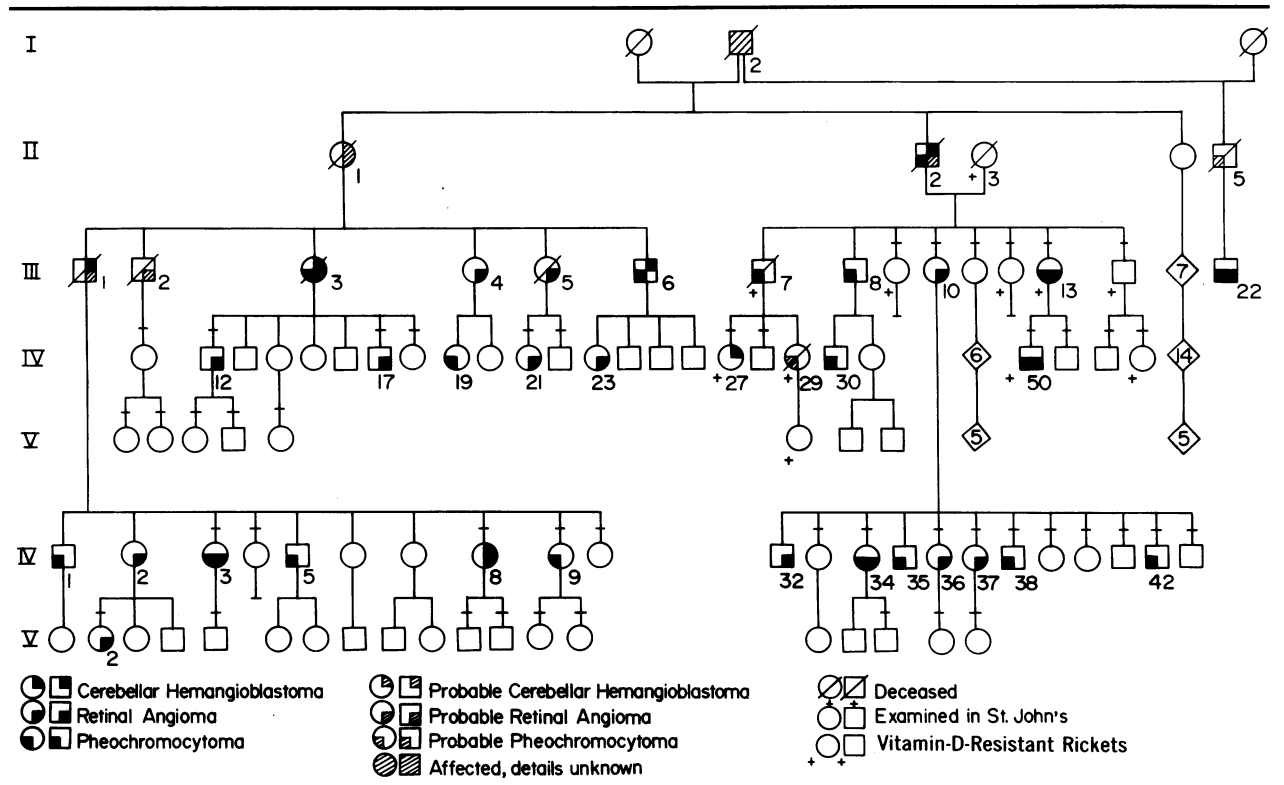 I
2
II
1 2 + 3 5
III
1 2 3 4 5 6 7 8 10 13 7 22
+ + + + +
IV
12 17 19 21 23 27 29 30 6 50 14
+ + + +
V
5 5
+
IV
1 2 3 5 8 9 32 34 35 36 37 38 42
V
2
Cerebellar Hemangioblastoma Probable Cerebellar Hemangioblastoma Deceased
Retinal Angioma Probable Retinal Angioma Examined in St. John's
Pheochromocytoma Probable Pheochromocytoma Vitamin-D-Resistant Rickets
+ +
Affected, details unknown